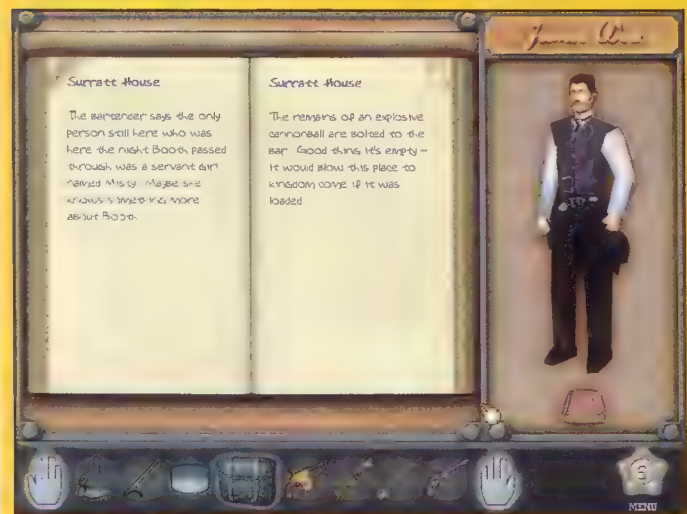 Surratt House
The Bartender says the only
person still here who was
here the night Booth passed
through was a servant girl
named Misty. Maybe she
knows something more
about Booth
Surratt House
The remains of an explosive
cannonball are bolted to the
bar. Good thing it's empty –
it would blow this place to
kingdom come if it was
loaded
MENU